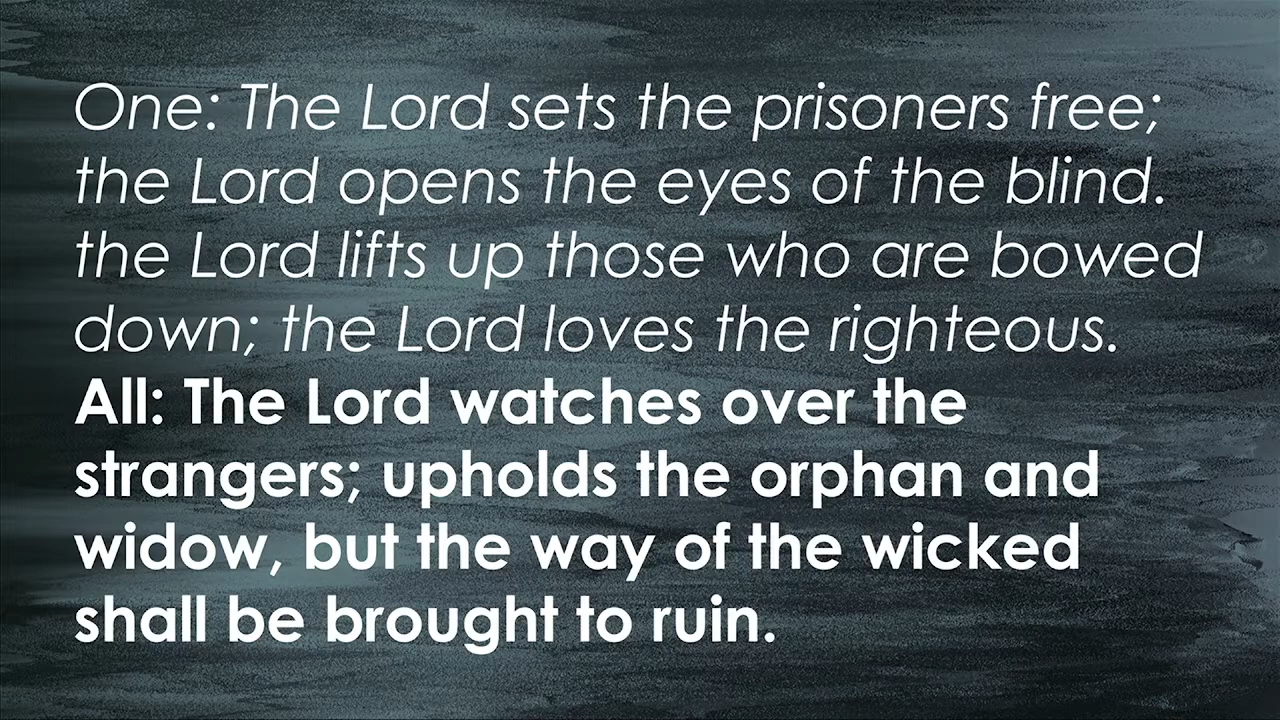 One: The Lord sets the prisoners free;
the Lord opens the eyes of the blind.
the Lord lifts up those who are bowed
down; the Lord loves the righteous.
All: The Lord watches over the
strangers; upholds the orphan and
widow, but the way of the wicked
shall be brought to ruin.